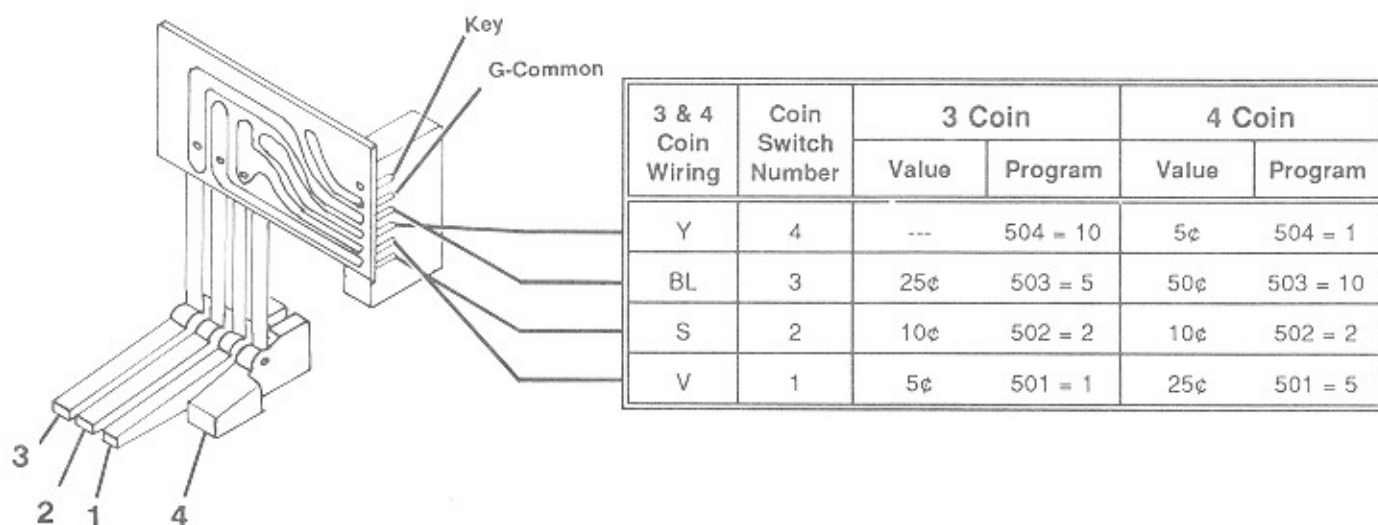 Key
G-Common
3 & 4 Coin Wiring
Coin Switch Number
3 Coin
4 Coin
Value Program Value Program
Y 4 --- 504 = 10 5¢ 504 = 1
BL 3 25¢ 503 = 5 50¢ 503 = 10
S 2 10¢ 502 = 2 10¢ 502 = 2
V 1 5¢ 501 = 1 25¢ 501 = 5
3
2 1 4